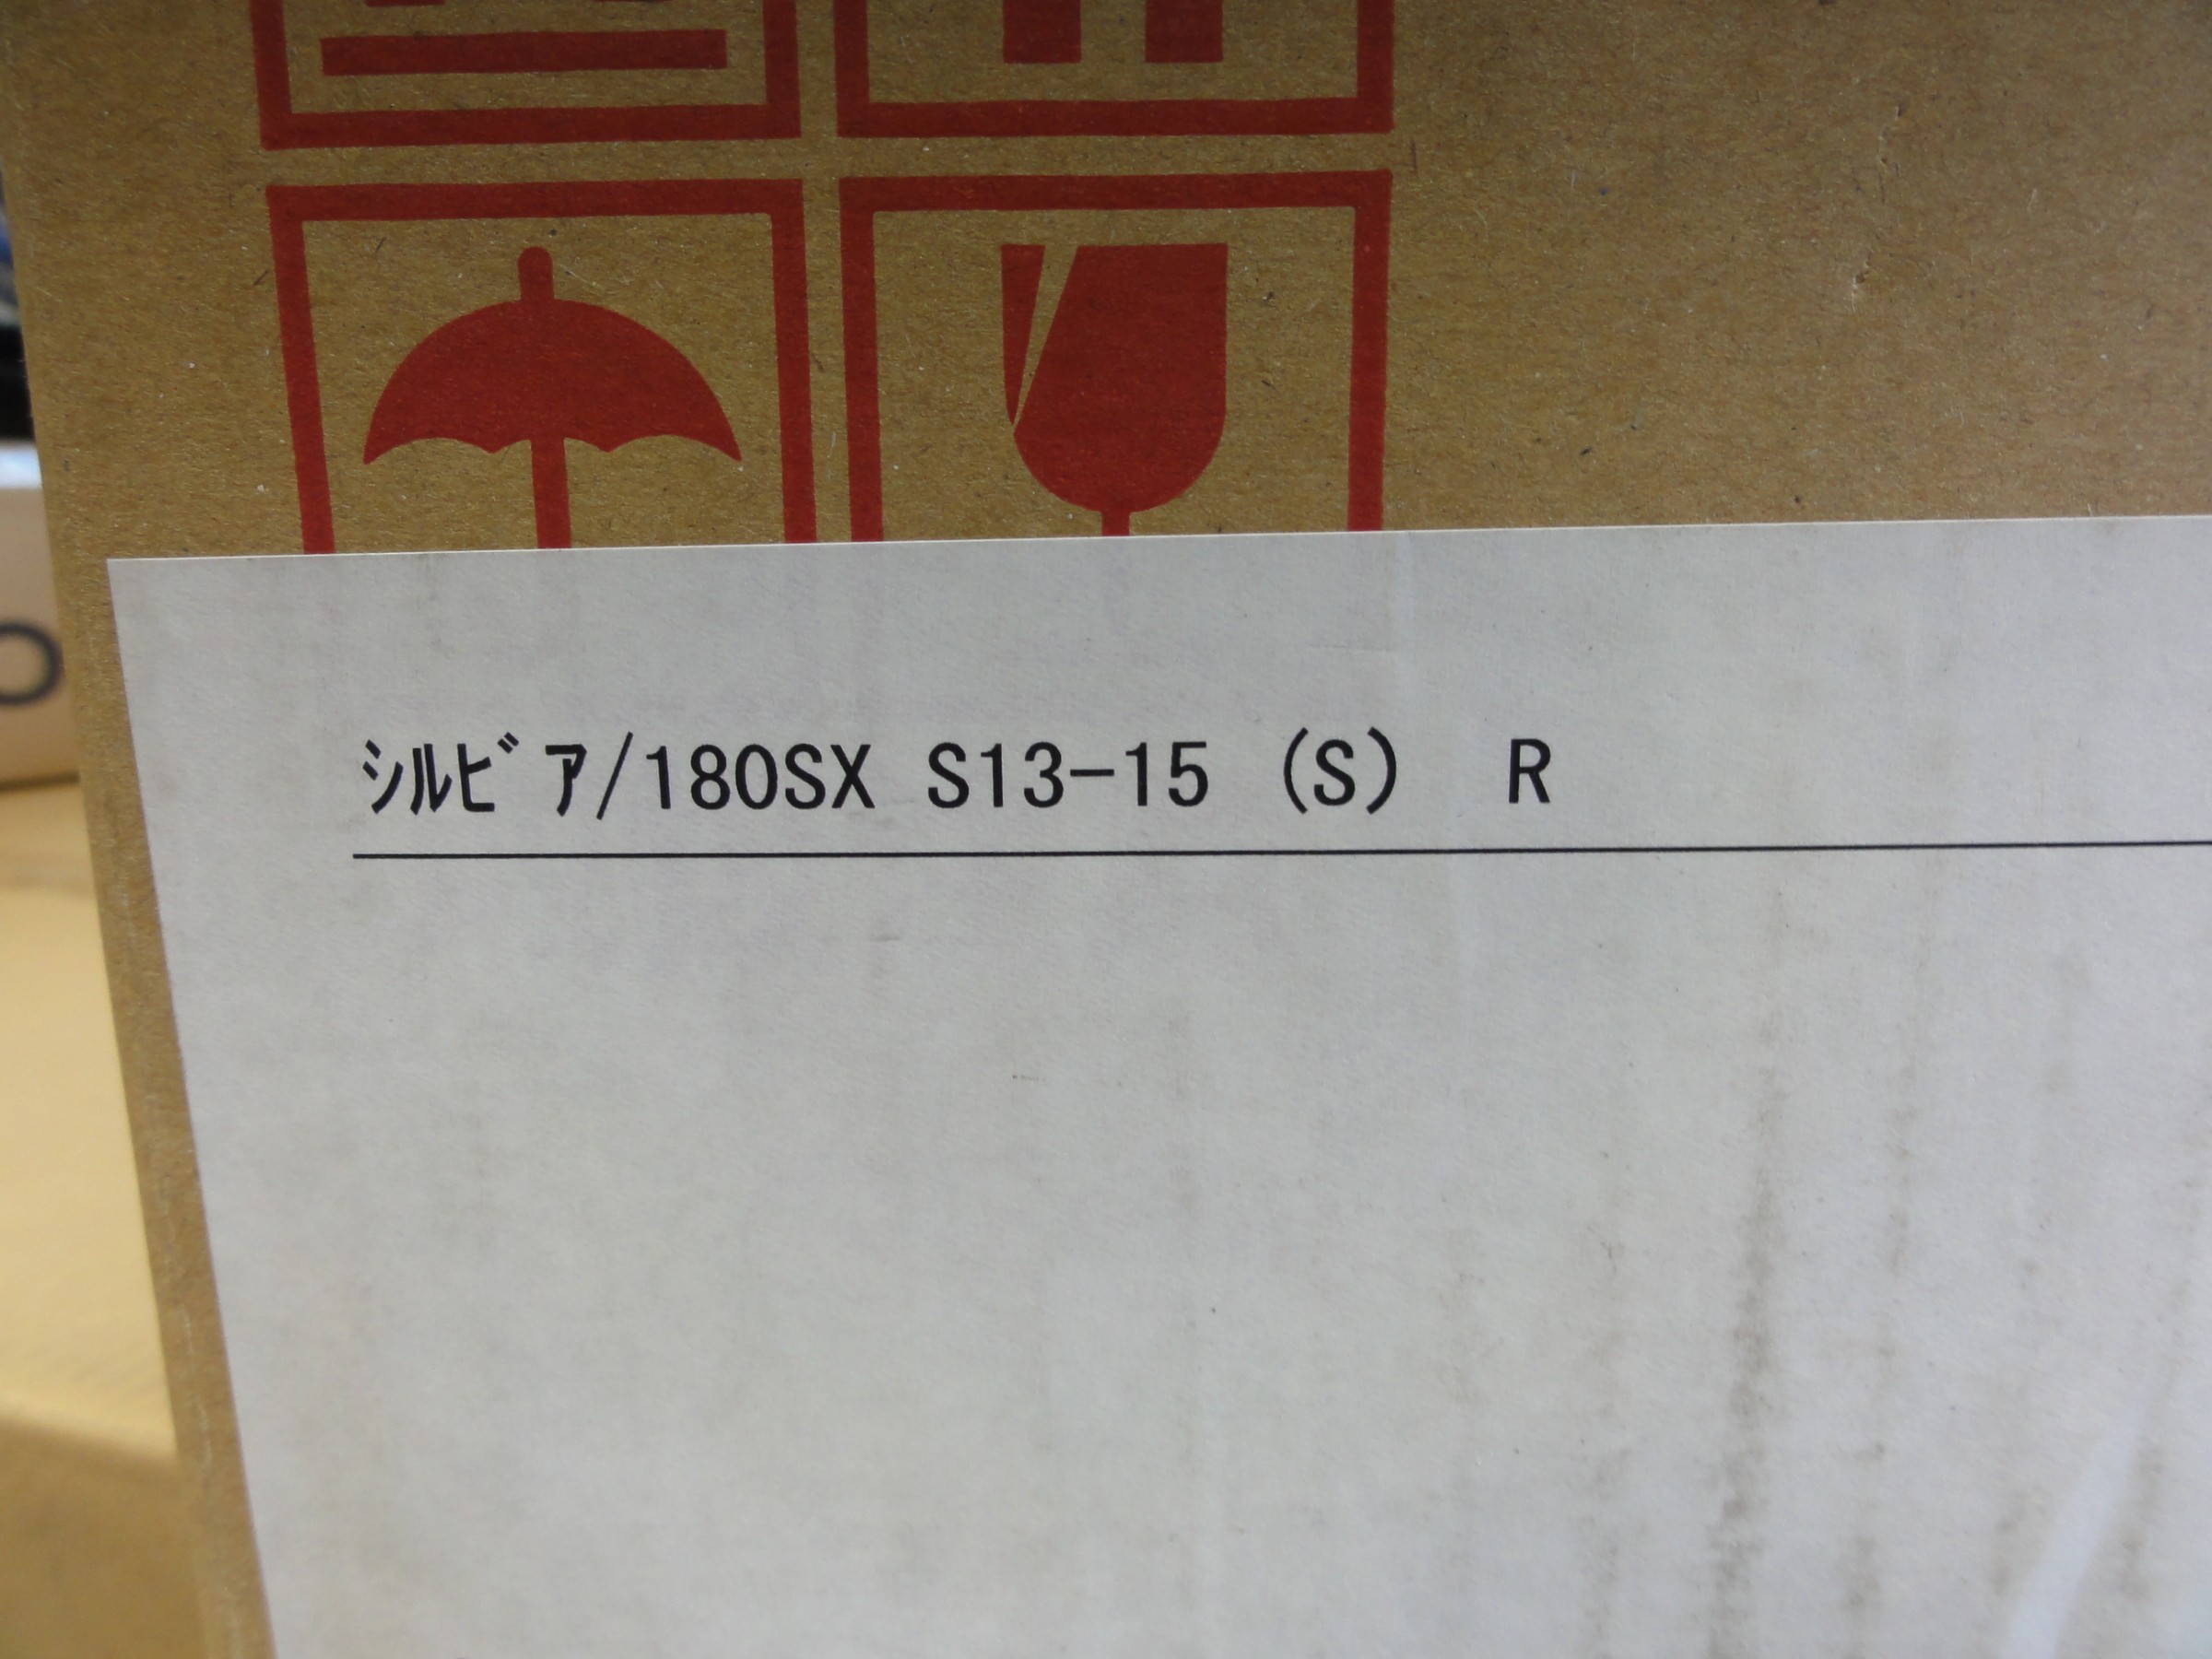 ｼﾙﾋﾞｱ/180SX S13-15 (S)  R